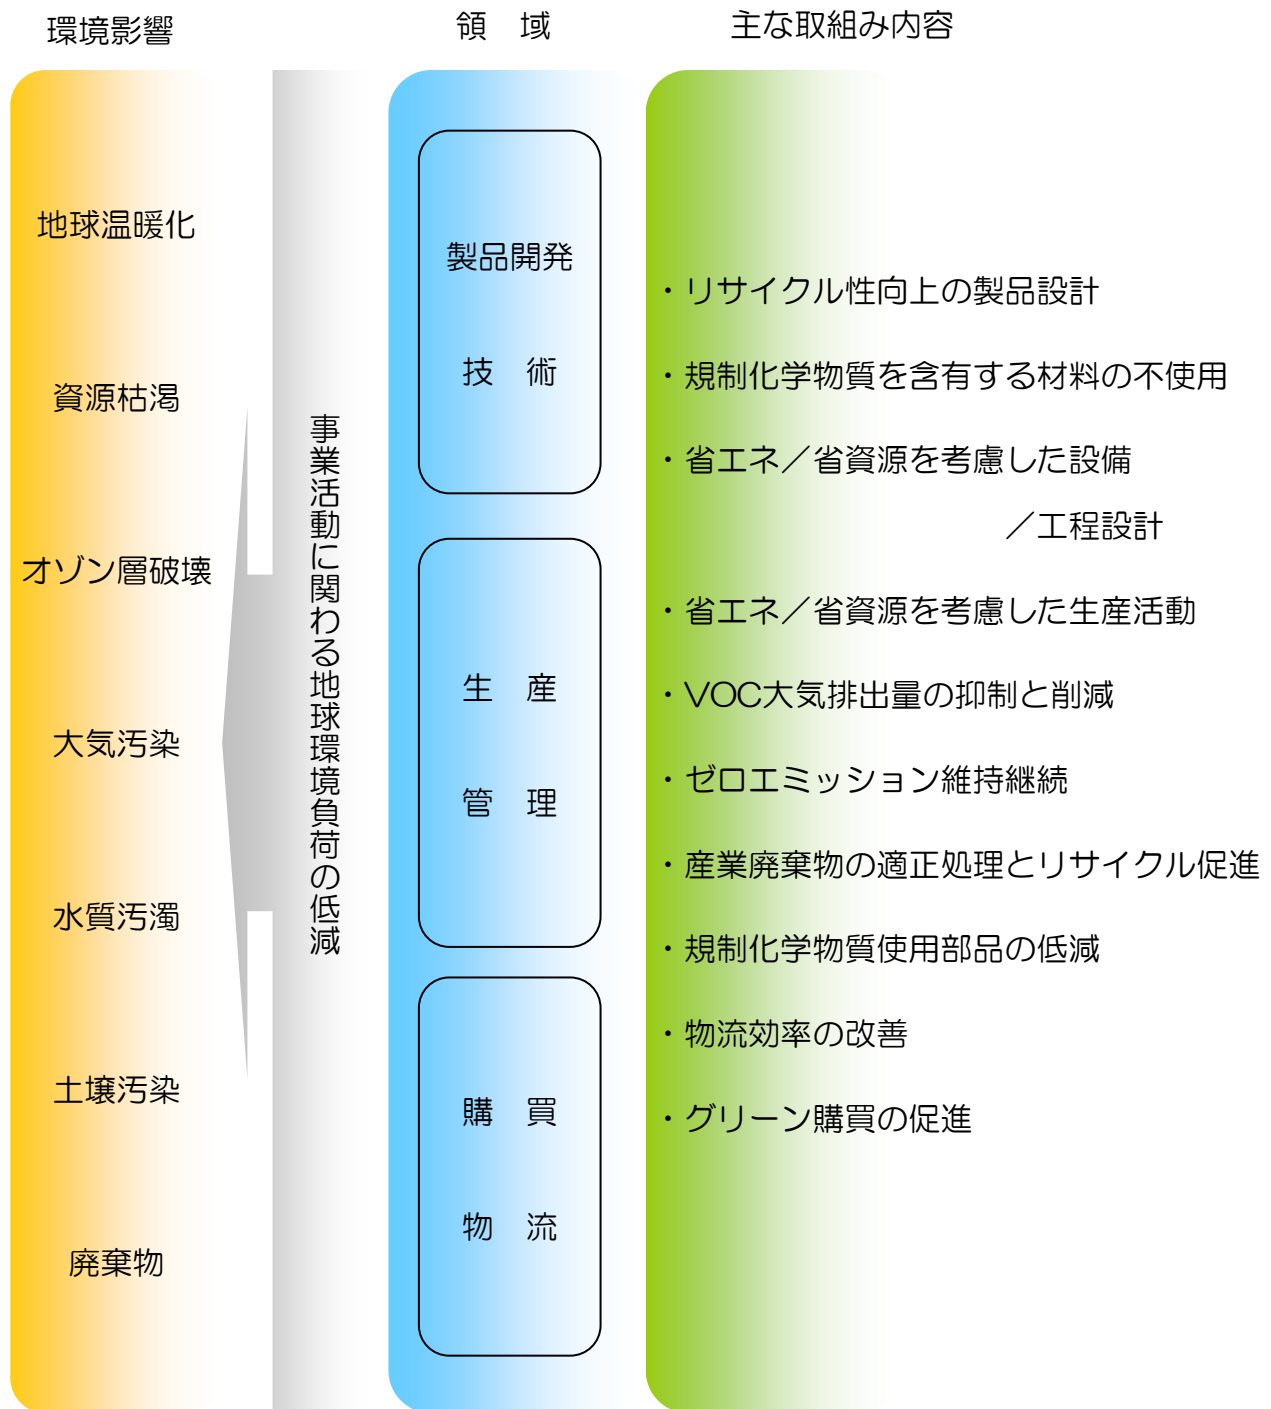 環境影響
領　域
主な取組み内容
地球温暖化
資源枯渇
オゾン層破壊
大気汚染
水質汚濁
土壌汚染
廃棄物
事業活動に関わる地球環境負荷の低減
製品開発
技　術
生　産
管　理
購　買
物　流
・リサイクル性向上の製品設計
・規制化学物質を含有する材料の不使用
・省エネ／省資源を考慮した設備
／工程設計
・省エネ／省資源を考慮した生産活動
・VOC大気排出量の抑制と削減
・ゼロエミッション維持継続
・産業廃棄物の適正処理とリサイクル促進
・規制化学物質使用部品の低減
・物流効率の改善
・グリーン購買の促進